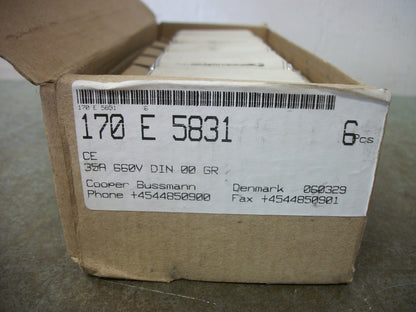 170 E 5831 6
170 E 5831 6 Pcs
CE
35A 660V DIN 00 GR
Cooper Bussmann Denmark 060329
Phone +4544850900 Fax +4544850901